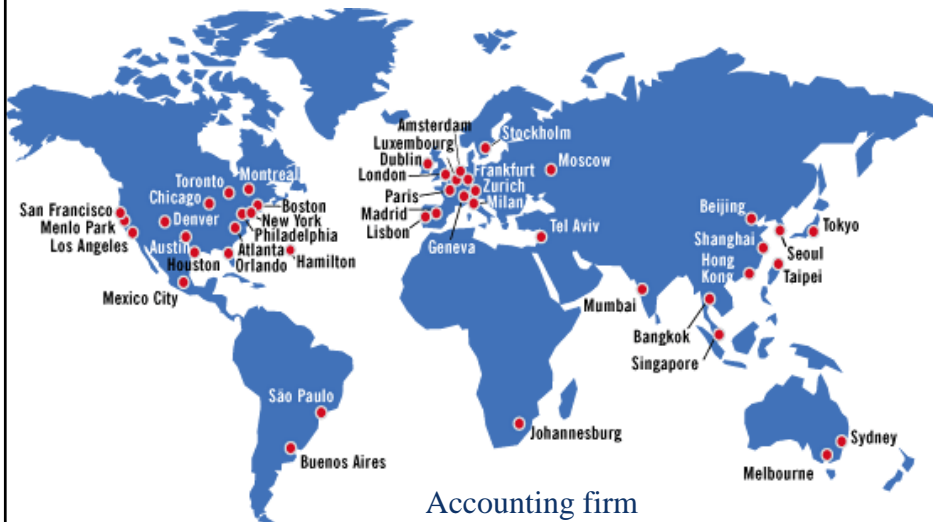 Amsterdam
Stockholm
Luxembourg
Dublin
Frankfurt
Moscow
London
Zurich
Paris
Milan
Madrid
Lisbon
Geneva
Tel Aviv
Toronto
Montreal
Chicago
San Francisco
Boston
Menlo Park
Denver
New York
Los Angeles
Philadelphia
Austin
Atlanta
Houston
Orlando
Hamilton
Mexico City
Beijing
Tokyo
Shanghai
Seoul
Hong
Kong
Taipei
Mumbai
Bangkok
Singapore
São Paulo
Buenos Aires
Johannesburg
Sydney
Melbourne
Accounting firm